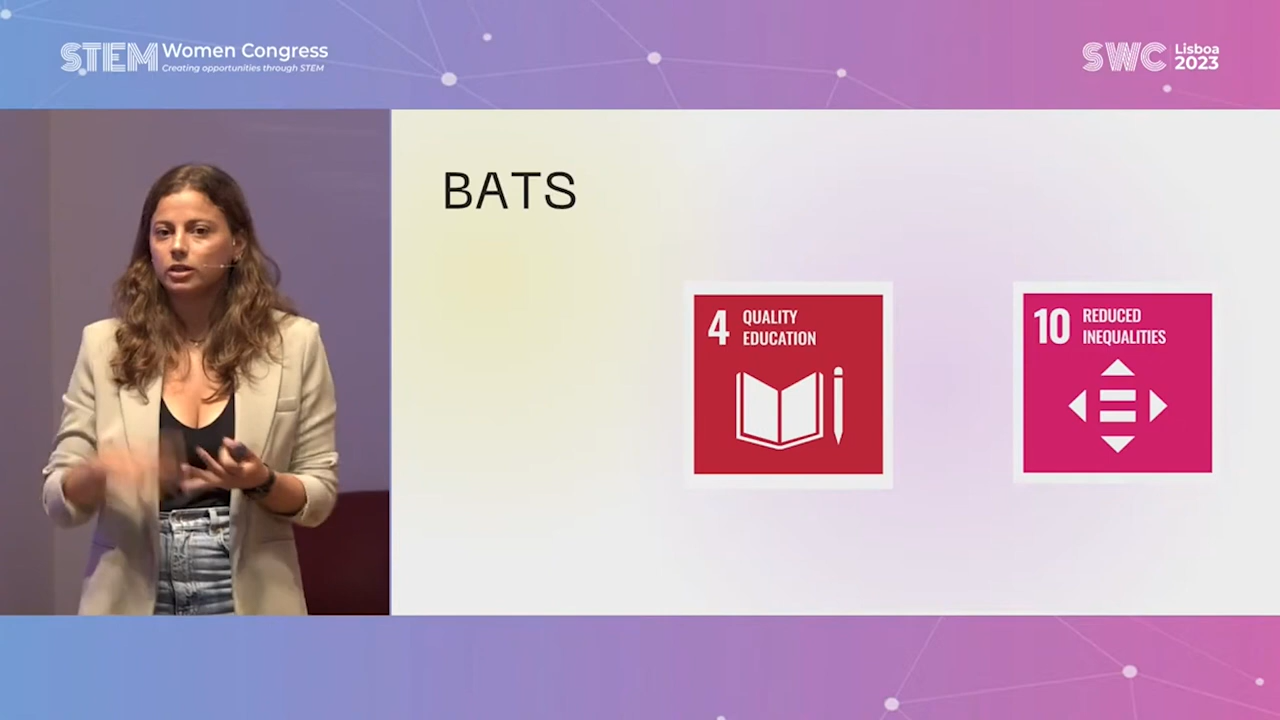 STEM Women Congress
Creating opportunities through STEM
SWC Lisboa
2023
BATS
4 QUALITY
EDUCATION
10 REDUCED
INEQUALITIES